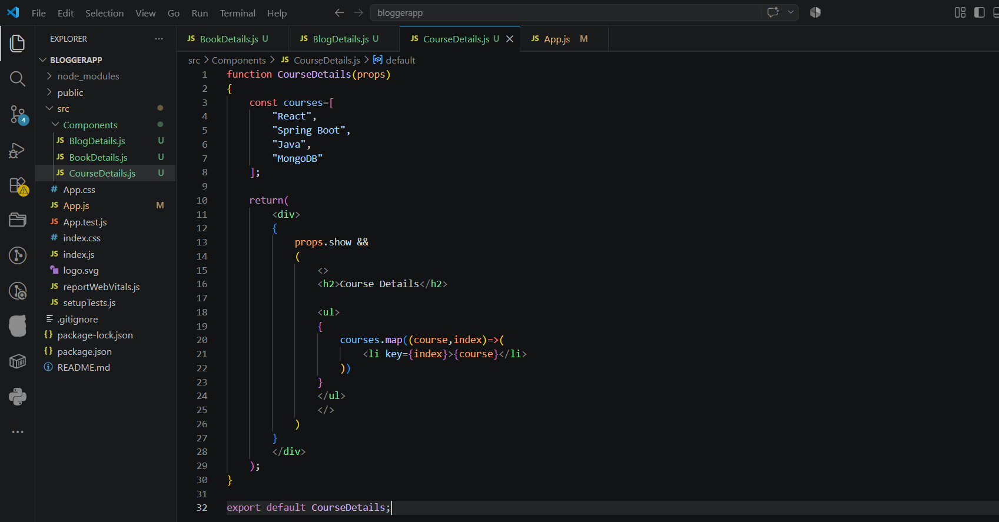 File Edit Selection View Go Run Terminal Help
bloggerapp
EXPLORER
BLOGGERAPP
node_modules
public
src
Components
JS BlogDetails.js U
JS BookDetails.js U
JS CourseDetails.js U
# App.css
JS App.js M
JS App.test.js
# index.css
JS index.js
logo.svg
JS reportWebVitals.js
JS setupTests.js
.gitignore
{} package-lock.json
{} package.json
README.md
4
JS BookDetails.js U
JS BlogDetails.js U
JS CourseDetails.js U
JS App.js M
src > Components > JS CourseDetails.js > default
1 function CourseDetails(props)
2 {
3 const courses=[
4 "React",
5 "Spring Boot",
6 "Java",
7 "MongoDB"
8 ];
9
10 return(
11 <div>
12 {
13 props.show &&
14 (
15 <>
16 <h2>Course Details</h2>
17
18 <ul>
19 {
20 courses.map((course,index)=>(
21 <li key={index}>{course}</li>
22 ))
23 }
24 </ul>
25 </>
26 )
27 }
28 </div>
29 );
30 }
31
32 export default CourseDetails;